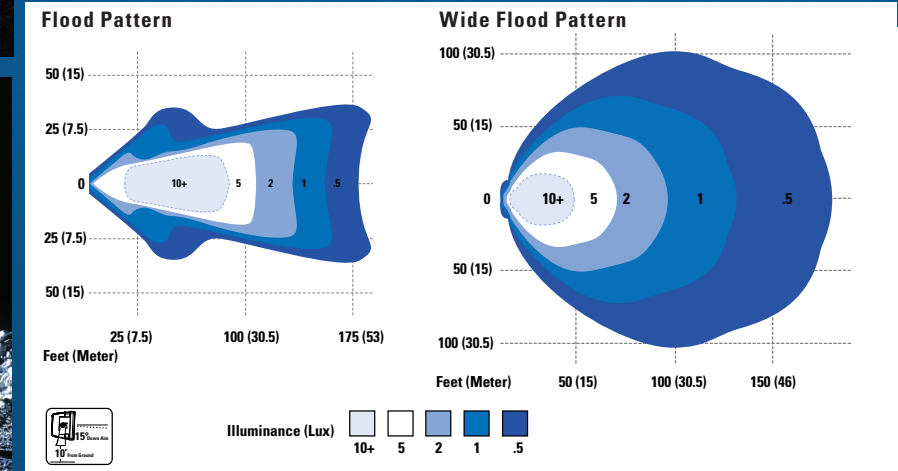 Flood Pattern
50 (15)
25 (7.5)
0
10+ 5 2 1 .5
25 (7.5)
50 (15)
25 (7.5) 100 (30.5) 175 (53)
Feet (Meter)
Wide Flood Pattern
100 (30.5)
50 (15)
0
10+ 5 2 1 .5
50 (15)
100 (30.5)
Feet (Meter) 50 (15) 100 (30.5) 150 (46)
15° Down Aim
10' From Ground
Illuminance (Lux)
10+ 5 2 1 .5